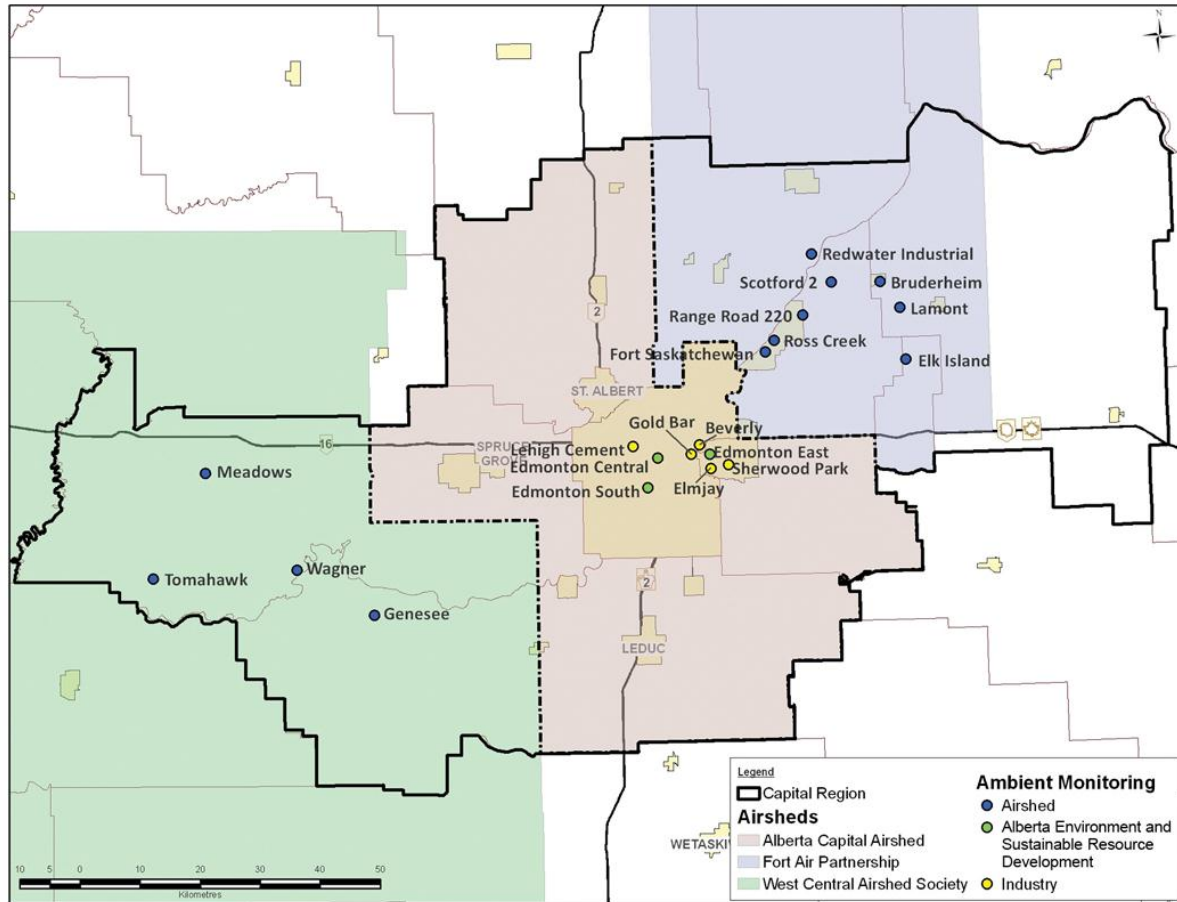 N
Redwater Industrial
Scotford 2
Bruderheim
Lamont
Range Road 220
Ross Creek
Fort Saskatchewan
Elk Island
2
ST. ALBERT
Gold Bar
Beverly
16
SPRUCE
GROVE
Lehigh Cement
Edmonton East
Edmonton Central
Sherwood Park
Meadows
Edmonton South
Elmjay
Wagner
Tomahawk
2
Genesee
LEDUC
WETASKIW
Legend
Capital Region
Airsheds
Alberta Capital Airshed
Fort Air Partnership
West Central Airshed Society
Ambient Monitoring
Airshed
Alberta Environment and
Sustainable Resource
Development
Industry
10 5 0 10 20 30 40 50
Kilometres